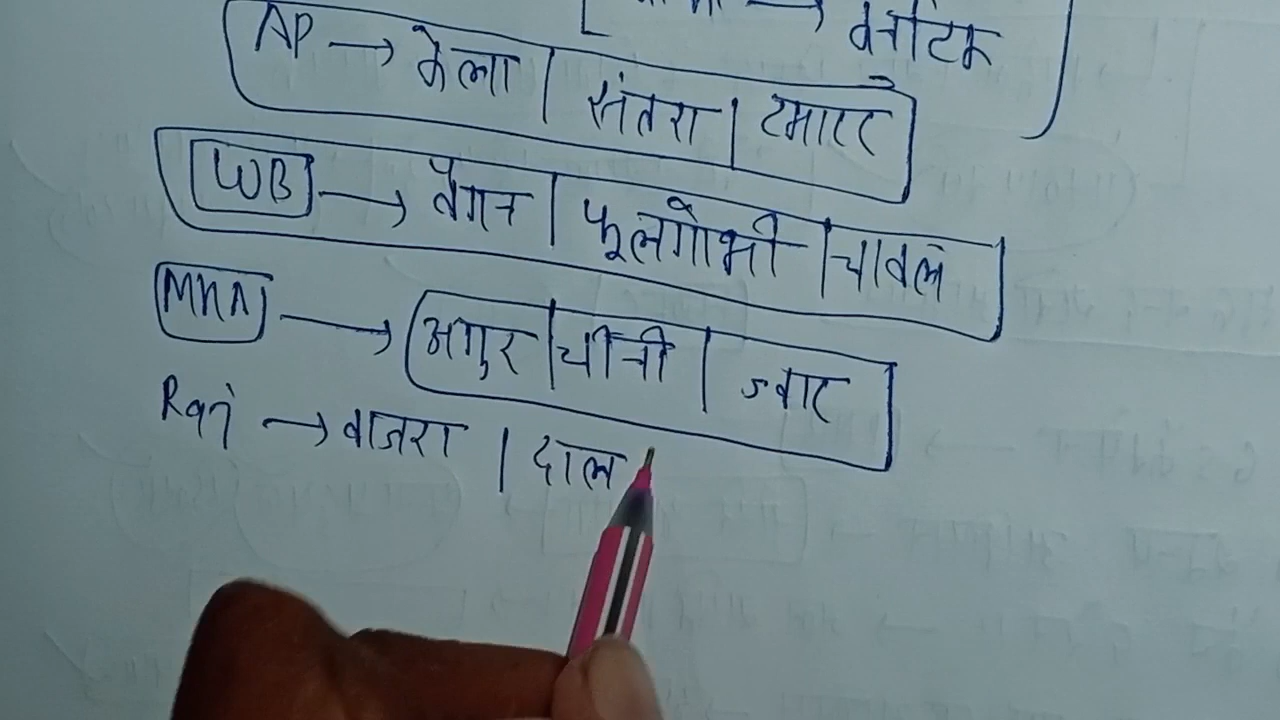 → कर्नाटक
AP → केला | संतरा | टमाटर
WB → बैगन | फूलगोभी | चावल
MHA → अंगुर | चीनी | ज्वार
Raj → बाजरा | दाल